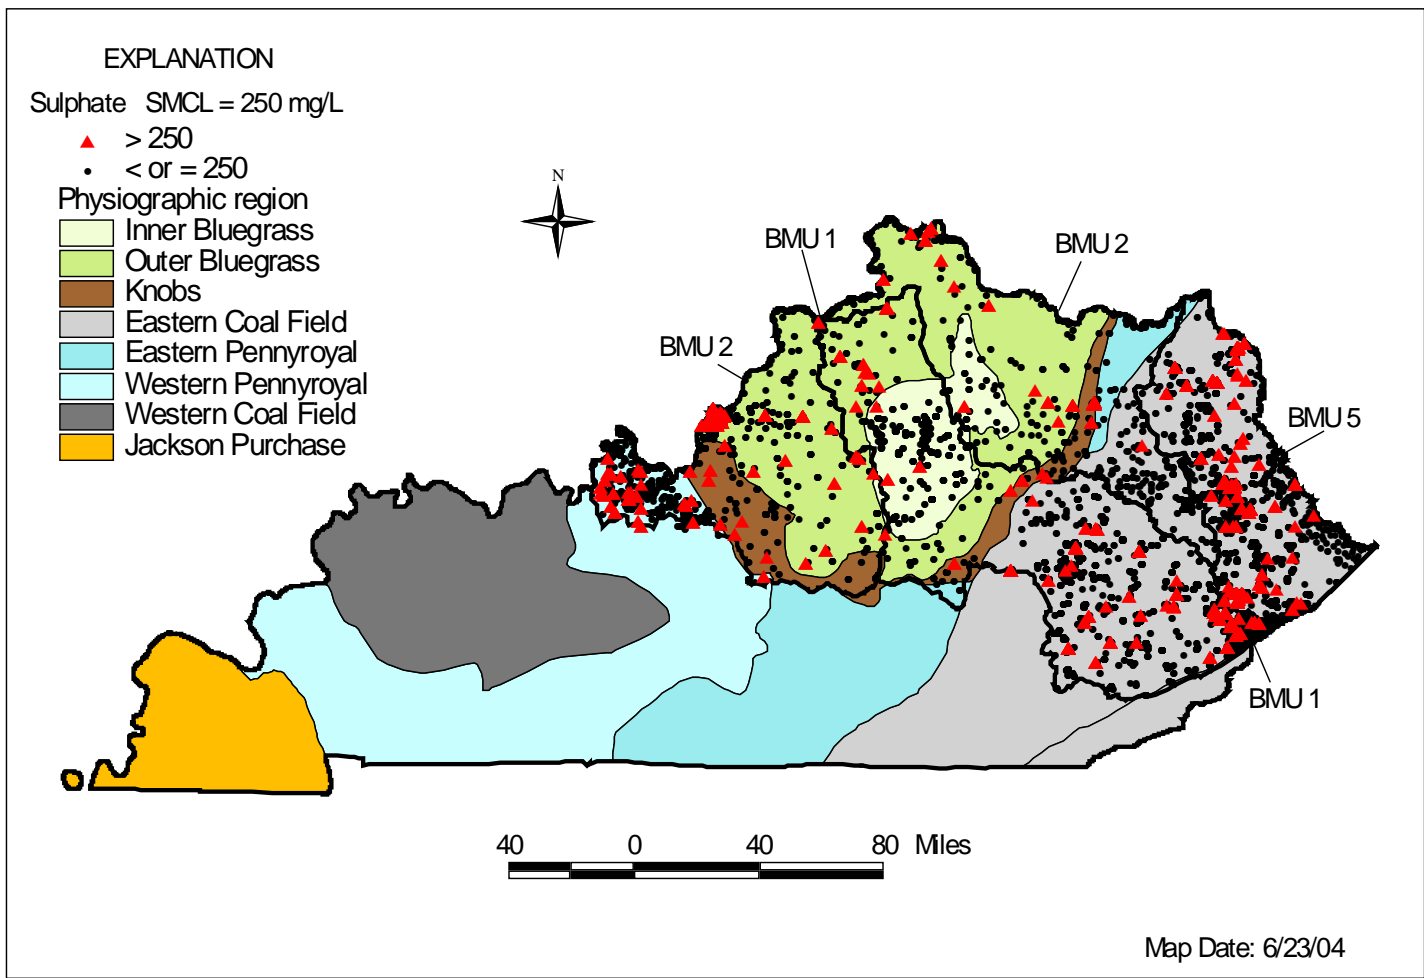 EXPLANATION
Sulphate SMCL = 250 mg/L
> 250
< or = 250
Physiographic region
Inner Bluegrass
Outer Bluegrass
Knobs
Eastern Coal Field
Eastern Pennyroyal
Western Pennyroyal
Western Coal Field
Jackson Purchase
N
BMU 1
BMU 2
BMU 2
BMU 5
BMU 1
40 0 40 80 Miles
Map Date: 6/23/04